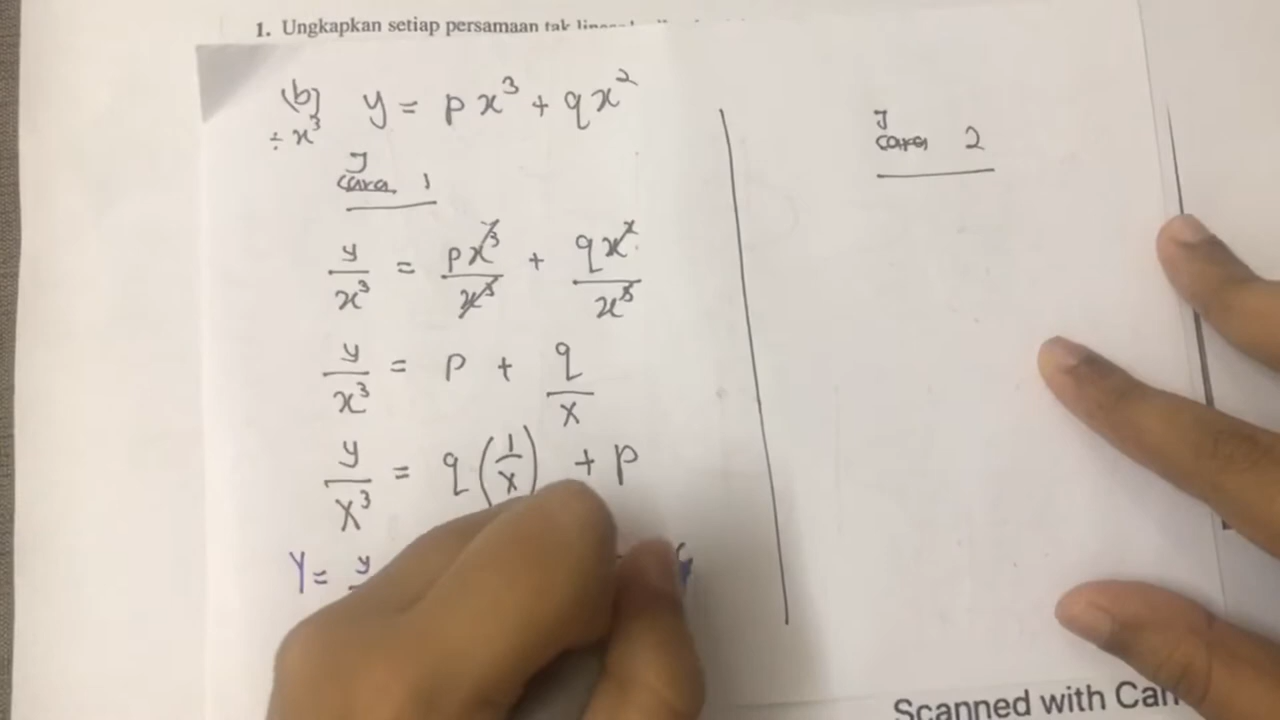 1. Ungkapkan setiap persamaan tak
(b) y = px³ + qx²
÷ x³
Cara 1
y/x³ = px³/x³ + qx²/x³
y/x³ = p + q/x
y/x³ = q(1/x) + p
Y = y
Cara 2
Scanned with